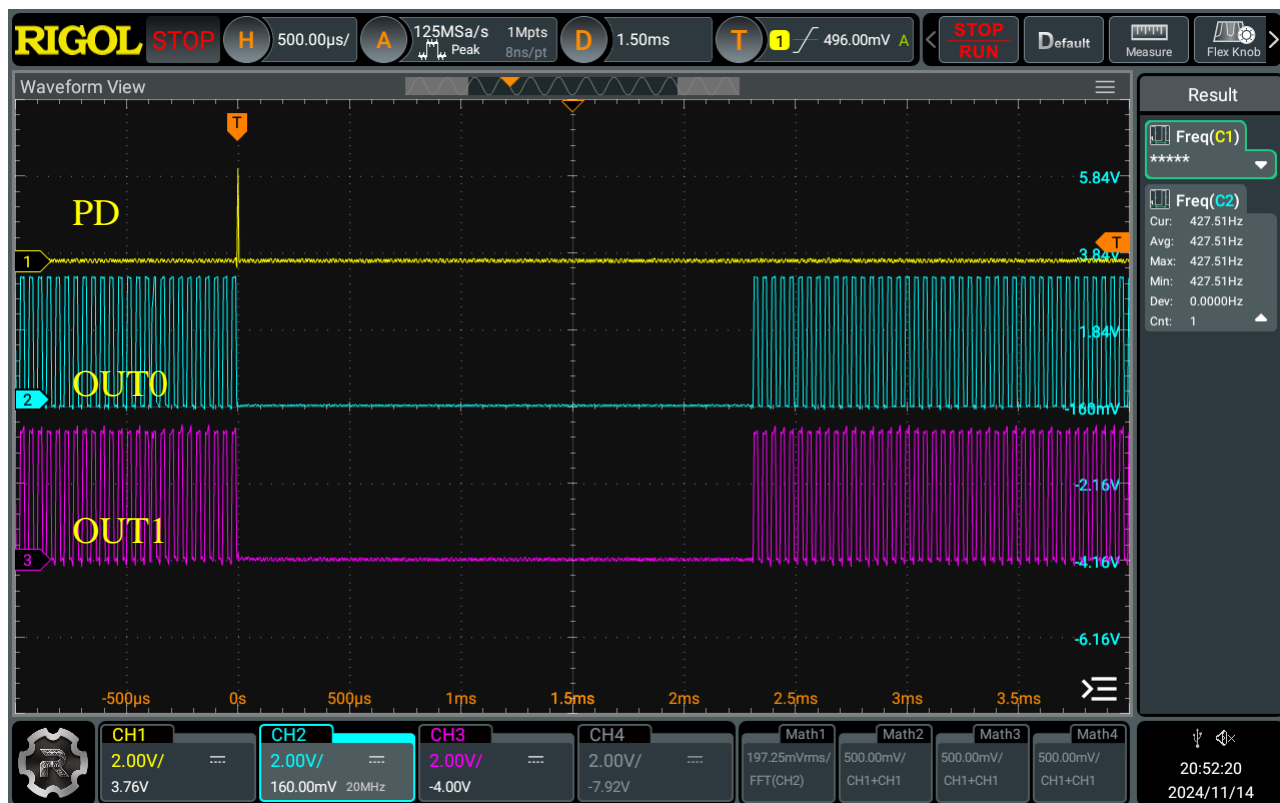 RIGOL STOP H 500.00µs/ A 125MSa/s 1Mpts Peak 8ns/pt D 1.50ms T 1 496.00mV A STOP RUN Default Measure Flex Knob
Waveform View
Result
T
Freq(C1)
*****
5.84V
Freq(C2)
Cur: 427.51Hz
Avg: 427.51Hz
Max: 427.51Hz
Min: 427.51Hz
Dev: 0.0000Hz
Cnt: 1
PD
T
1
3.84V
1.84V
OUT0
2
-160mV
-2.16V
OUT1
3
-4.16V
-6.16V
-500µs 0s 500µs 1ms 1.5ms 2ms 2.5ms 3ms 3.5ms
CH1 CH2 CH3 CH4 Math1 Math2 Math3 Math4
2.00V/ 2.00V/ 2.00V/ 2.00V/ 197.25mVrms/ 500.00mV/ 500.00mV/ 500.00mV/
3.76V 160.00mV 20MHz -4.00V -7.92V FFT(CH2) CH1+CH1 CH1+CH1 CH1+CH1
R
20:52:20
2024/11/14